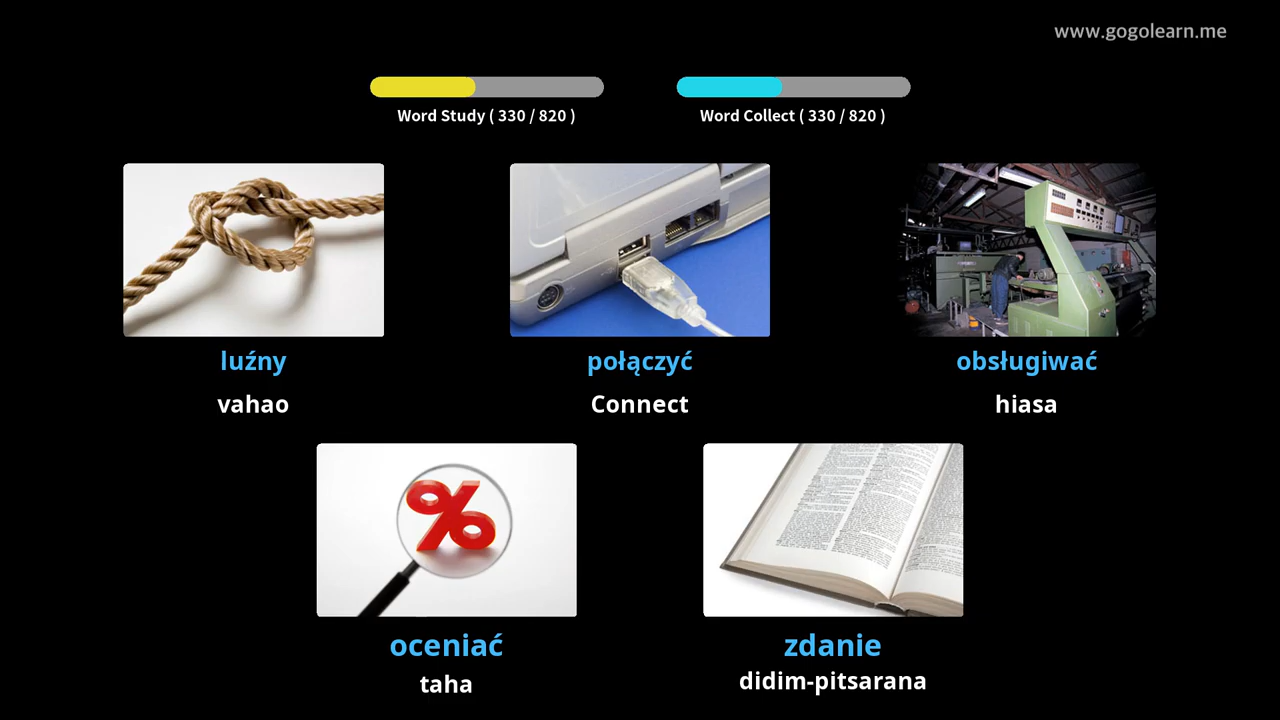 www.gogolearn.me
Word Study ( 330 / 820 )
Word Collect ( 330 / 820 )
luźny
połączyć
obsługiwać
vahao
Connect
hiasa
oceniać
zdanie
taha
didim-pitsarana